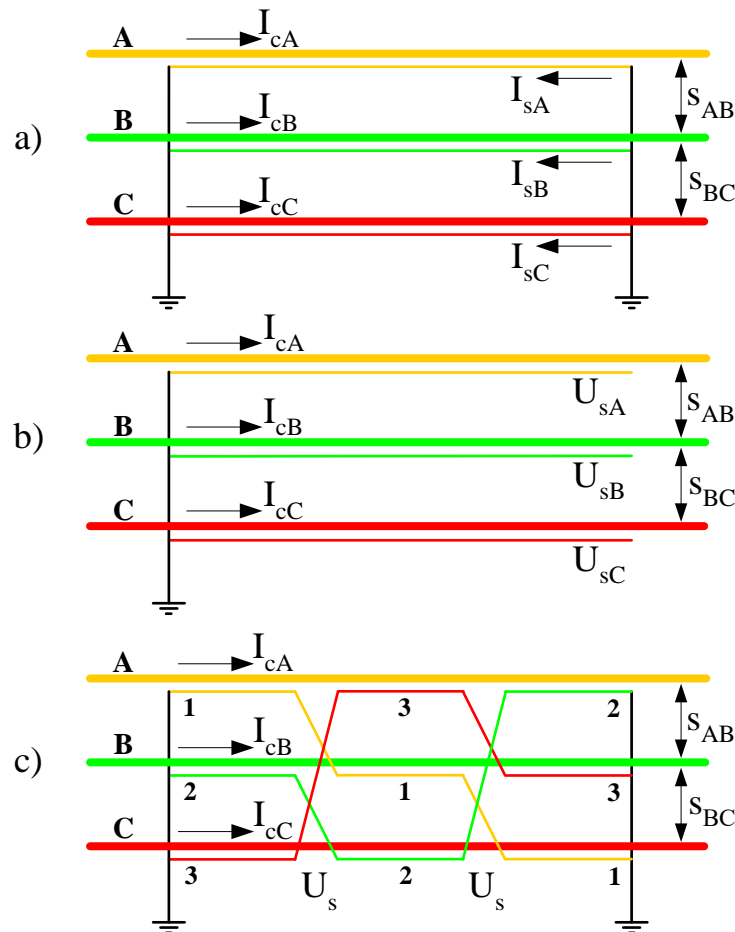 a)
A I_cA
I_sA
s_AB
B I_cB
I_sB
s_BC
C I_cC
I_sC
b)
A I_cA
U_sA
s_AB
B I_cB
U_sB
s_BC
C I_cC
U_sC
c)
A I_cA
1 3 2
s_AB
B I_cB
2 1 3
s_BC
C I_cC
3 U_s 2 U_s 1